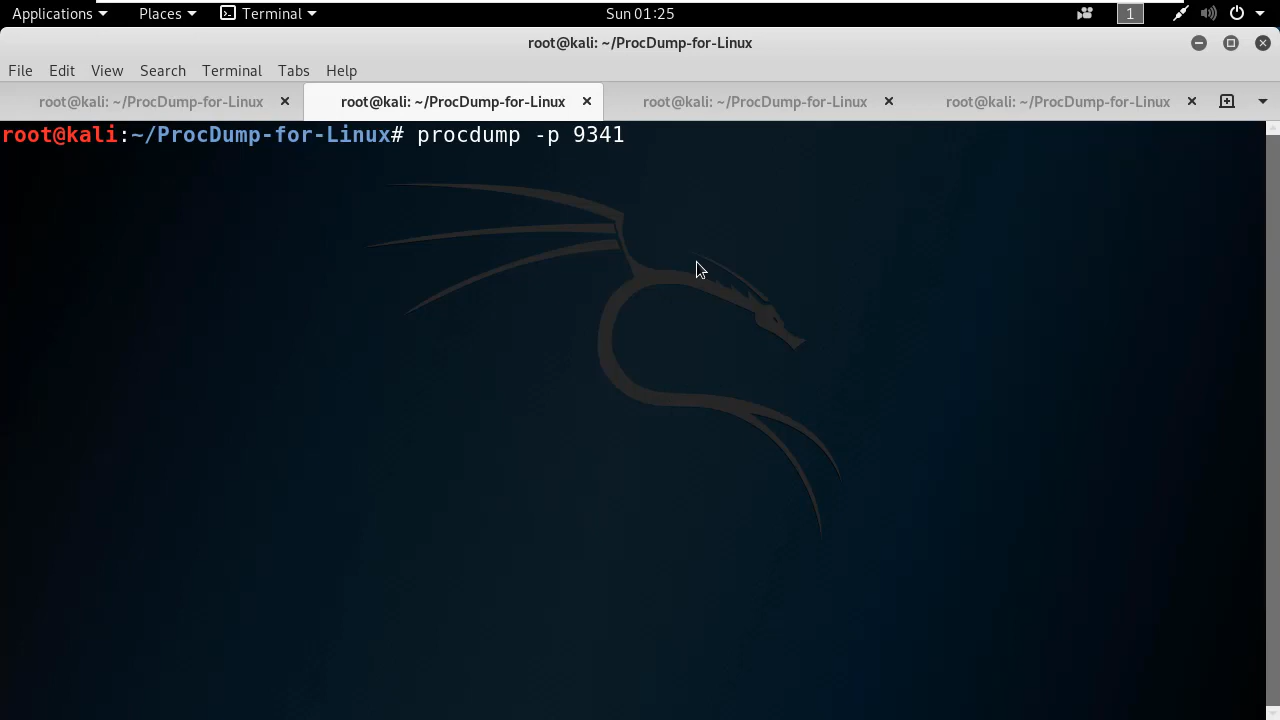 Applications Places Terminal Sun 01:25 1
root@kali: ~/ProcDump-for-Linux
File Edit View Search Terminal Tabs Help
root@kali: ~/ProcDump-for-Linux root@kali: ~/ProcDump-for-Linux root@kali: ~/ProcDump-for-Linux root@kali: ~/ProcDump-for-Linux
root@kali:~/ProcDump-for-Linux# procdump -p 9341